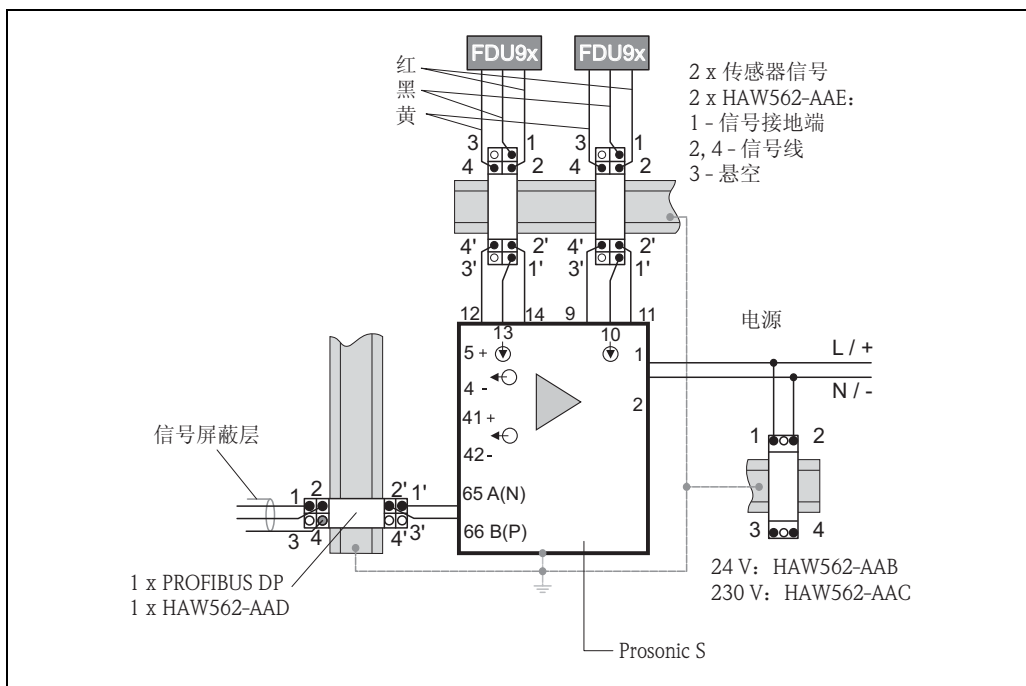 FDU9x FDU9x
红
黑
黄
2 x 传感器信号
2 x HAW562-AAE：
1 - 信号接地端
2, 4 - 信号线
3 - 悬空
3 1 3 1
4 2 4 2
4' 2' 4' 2'
3' 1' 3' 1'
12 14 9 11
13 10
电源
L / +
N / -
5 +
4 -
41 +
42 -
65 A(N)
66 B(P)
1
2
信号屏蔽层
1 2 2' 1'
3 4 4' 3'
1 2
3 4
24 V：HAW562-AAB
230 V：HAW562-AAC
1 x PROFIBUS DP
1 x HAW562-AAD
Prosonic S